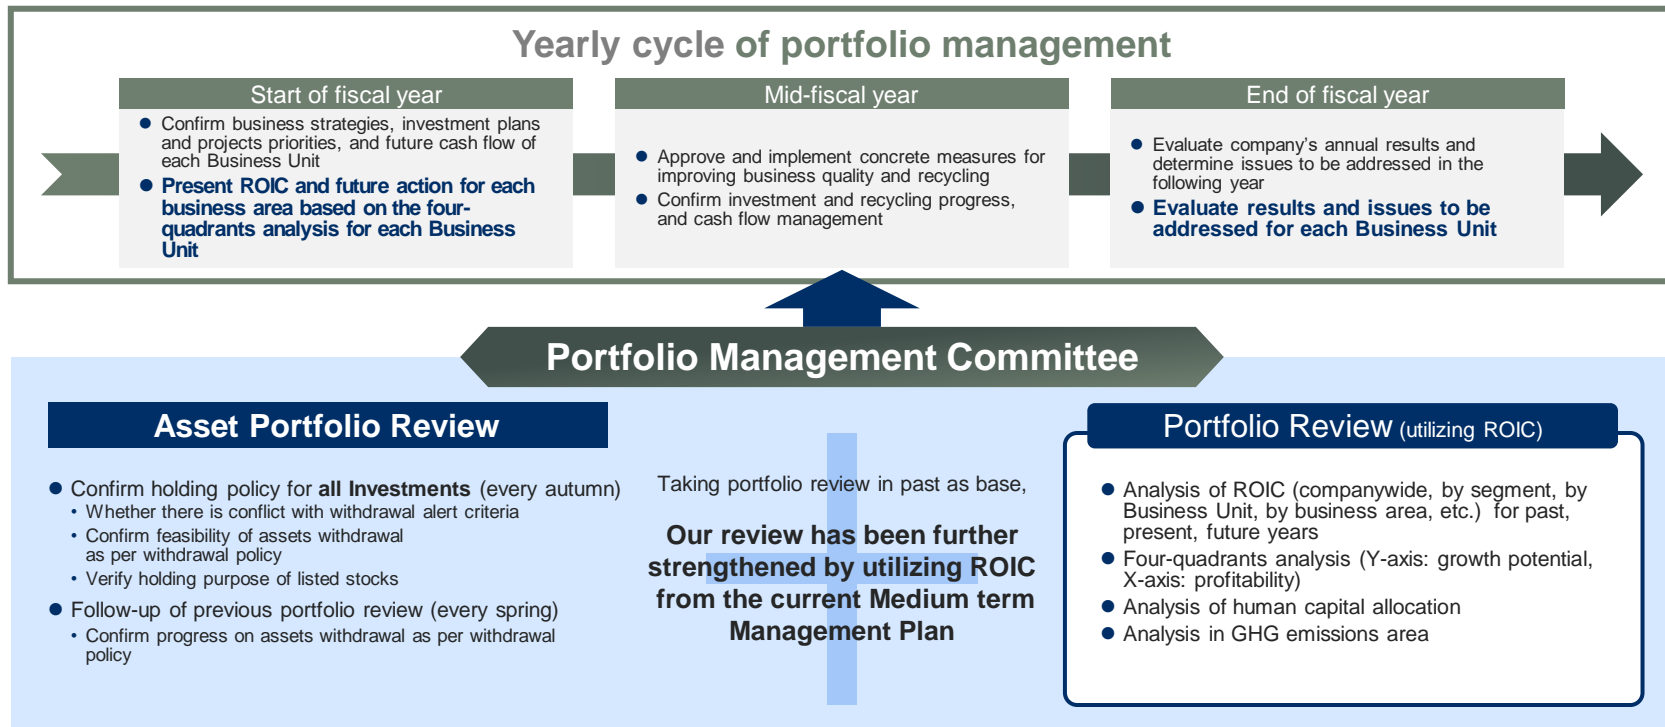 Yearly cycle of portfolio management
Start of fiscal year
● Confirm business strategies, investment plans
and projects priorities, and future cash flow of
each Business Unit
● Present ROIC and future action for each
business area based on the four-
quadrants analysis for each Business
Unit
Mid-fiscal year
● Approve and implement concrete measures for
improving business quality and recycling
● Confirm investment and recycling progress,
and cash flow management
End of fiscal year
● Evaluate company's annual results and
determine issues to be addressed in the
following year
● Evaluate results and issues to be
addressed for each Business Unit
Portfolio Management Committee
Asset Portfolio Review
● Confirm holding policy for all Investments (every autumn)
• Whether there is conflict with withdrawal alert criteria
• Confirm feasibility of assets withdrawal
as per withdrawal policy
• Verify holding purpose of listed stocks
● Follow-up of previous portfolio review (every spring)
• Confirm progress on assets withdrawal as per withdrawal
policy
Taking portfolio review in past as base,
Our review has been further
strengthened by utilizing ROIC
from the current Medium term
Management Plan
Portfolio Review (utilizing ROIC)
● Analysis of ROIC (companywide, by segment, by
Business Unit, by business area, etc.) for past,
present, future years
● Four-quadrants analysis (Y-axis: growth potential,
X-axis: profitability)
● Analysis of human capital allocation
● Analysis in GHG emissions area